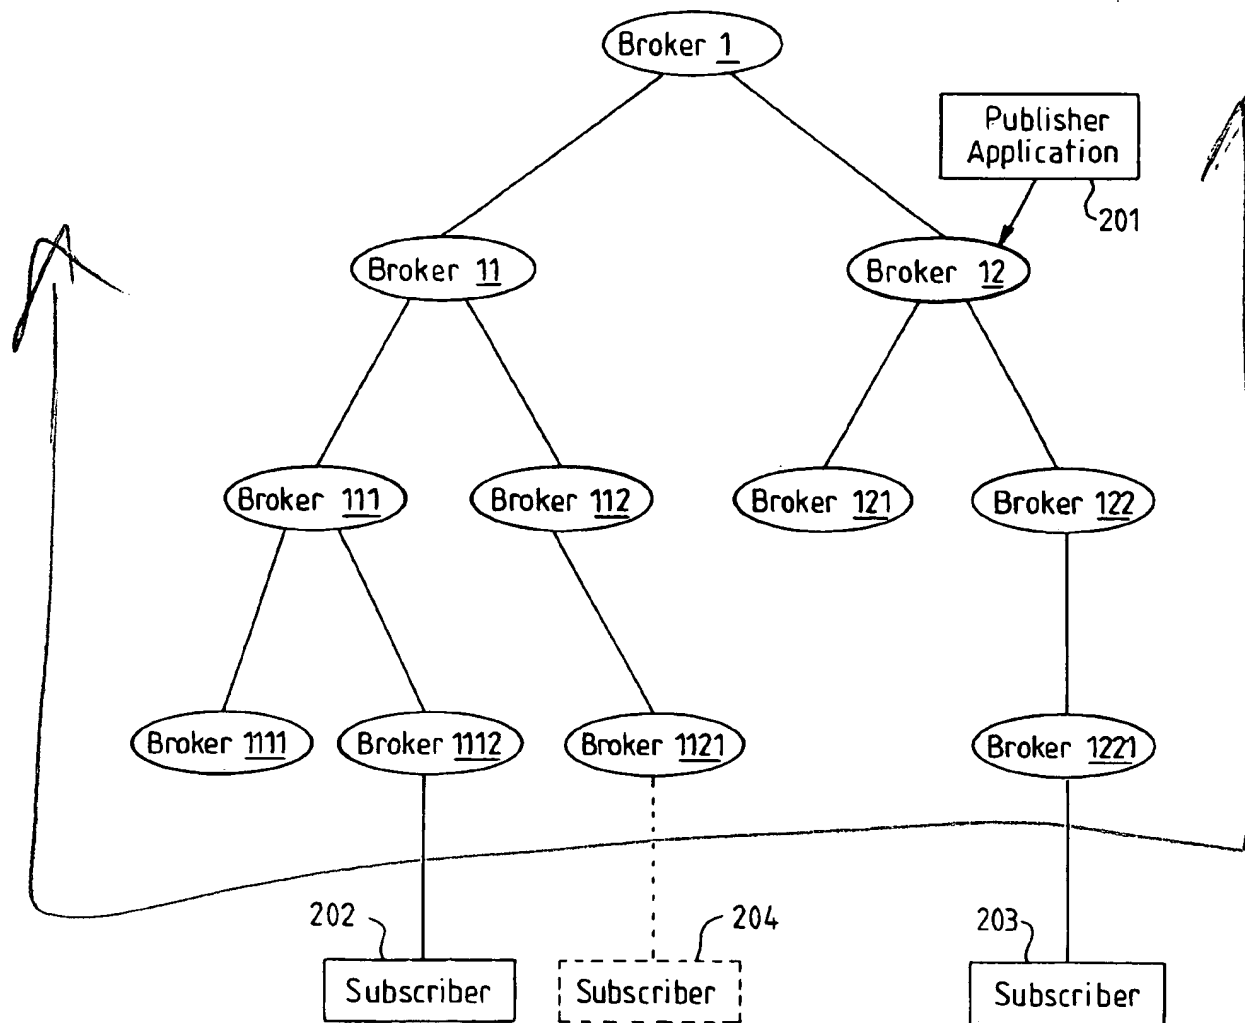 Broker 1
Publisher
Application
201
Broker 11
Broker 12
Broker 111
Broker 112
Broker 121
Broker 122
Broker 1111
Broker 1112
Broker 1121
Broker 1221
202
204
203
Subscriber
Subscriber
Subscriber